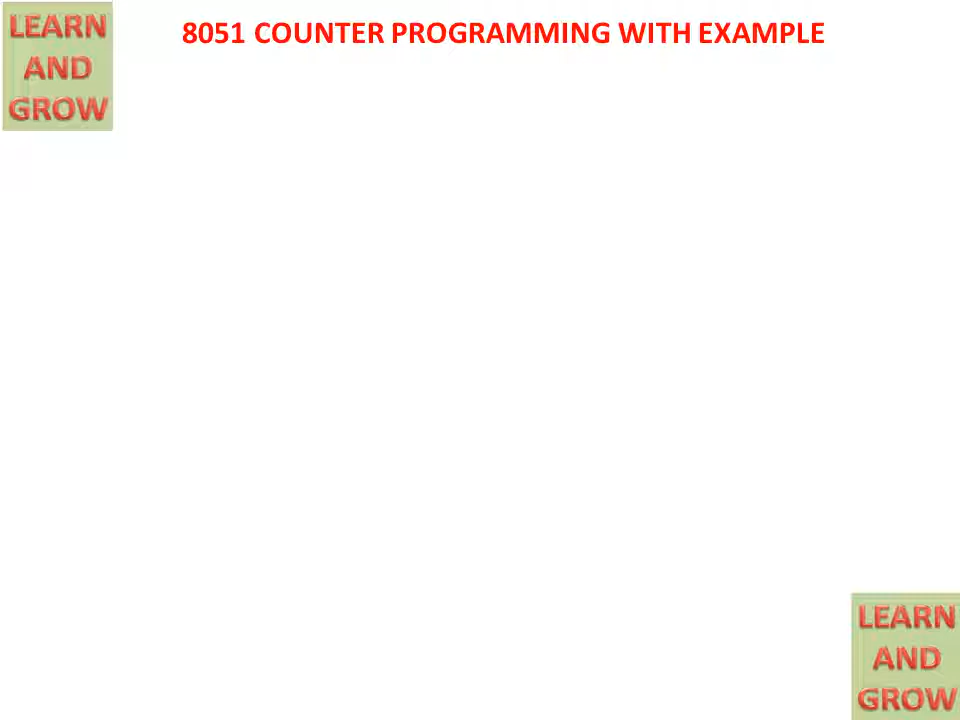 LEARN
AND
GROW
8051 COUNTER PROGRAMMING WITH EXAMPLE
LEARN
AND
GROW